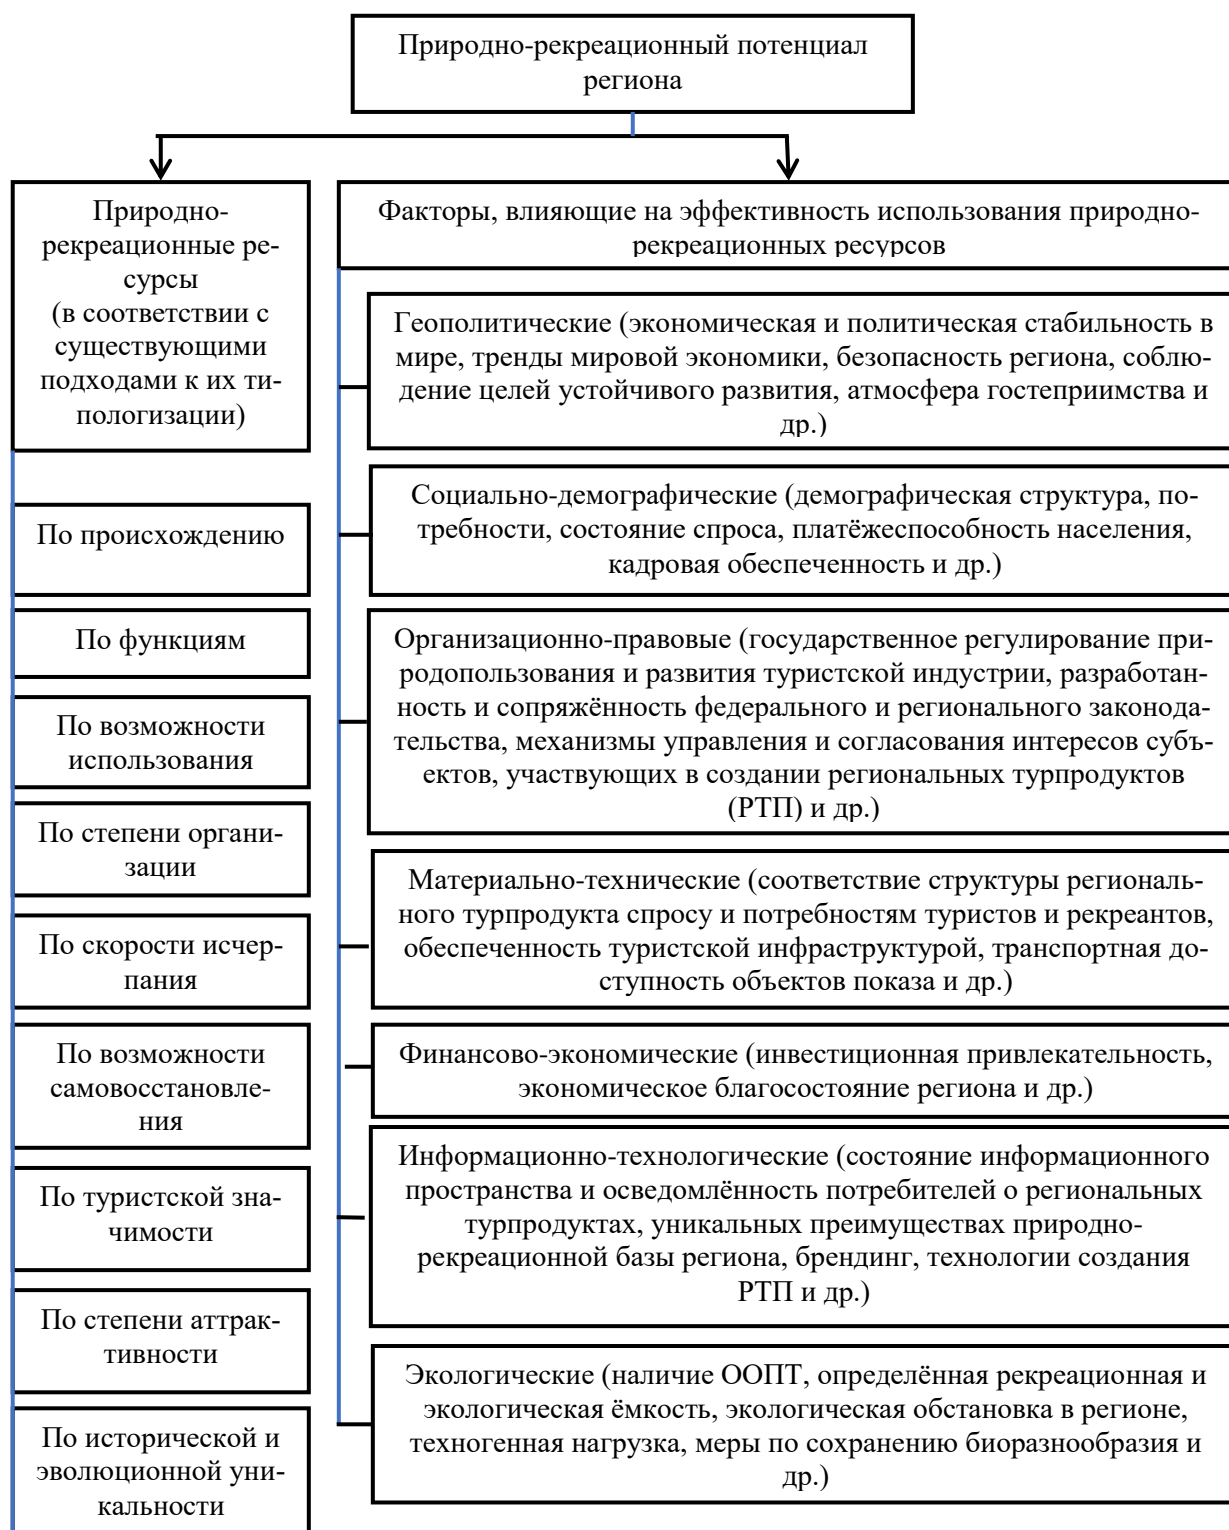 Природно-рекреационный потенциал
региона
Природно-
рекреационные ре-
сурсы
(в соответствии с
существующими
подходами к их ти-
пологизации)
По происхождению
По функциям
По возможности
использования
По степени органи-
зации
По скорости исчер-
пания
По возможности
самовосстановле-
ния
По туристской зна-
чимости
По степени аттрак-
тивности
По исторической и
эволюционной уни-
кальности
Факторы, влияющие на эффективность использования природно-
рекреационных ресурсов
Геополитические (экономическая и политическая стабильность в
мире, тренды мировой экономики, безопасность региона, соблю-
дение целей устойчивого развития, атмосфера гостеприимства и
др.)
Социально-демографические (демографическая структура, по-
требности, состояние спроса, платёжеспособность населения,
кадровая обеспеченность и др.)
Организационно-правовые (государственное регулирование при-
родопользования и развития туристской индустрии, разработан-
ность и сопряжённость федерального и регионального законода-
тельства, механизмы управления и согласования интересов субъ-
ектов, участвующих в создании региональных турпродуктов
(РТП) и др.)
Материально-технические (соответствие структуры регионально-
го турпродукта спросу и потребностям туристов и рекреантов,
обеспеченность туристской инфраструктурой, транспортная до-
ступность объектов показа и др.)
Финансово-экономические (инвестиционная привлекательность,
экономическое благосостояние региона и др.)
Информационно-технологические (состояние информационного
пространства и осведомлённость потребителей о региональных
турпродуктах, уникальных преимуществах природно-
рекреационной базы региона, брендинг, технологии создания
РТП и др.)
Экологические (наличие ООПТ, определённая рекреационная и
экологическая ёмкость, экологическая обстановка в регионе,
техногенная нагрузка, меры по сохранению биоразнообразия и
др.)